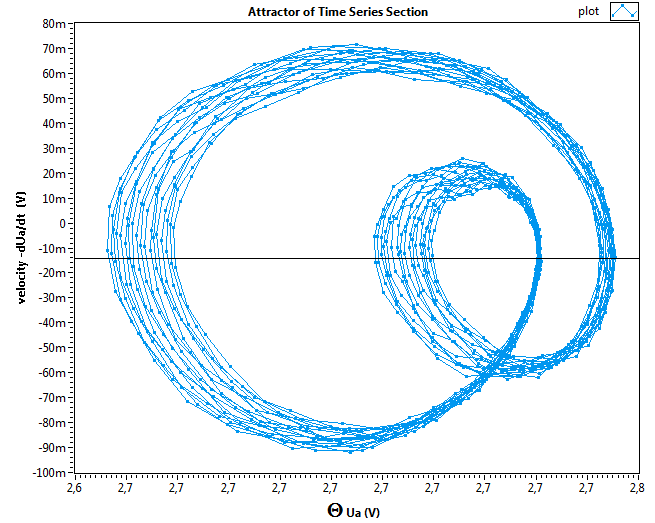 Attractor of Time Series Section
plot
80m
70m
60m
50m
40m
30m
20m
10m
0
-10m
-20m
-30m
-40m
-50m
-60m
-70m
-80m
-90m
-100m
velocity -dUa/dt (V)
2,6 2,7 2,7 2,7 2,7 2,7 2,7 2,7 2,7 2,7 2,7 2,8
Θ Ua (V)